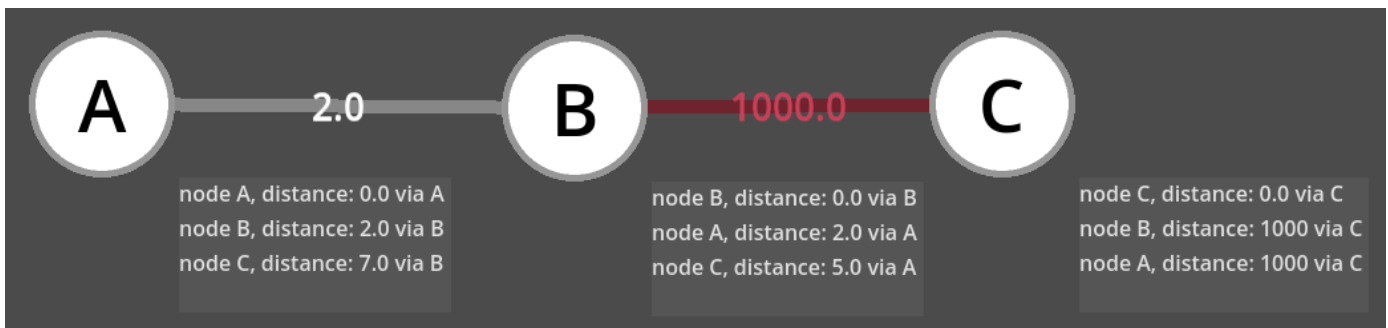 A
2.0
B
1000.0
C
node A, distance: 0.0 via A
node B, distance: 2.0 via B
node C, distance: 7.0 via B
node B, distance: 0.0 via B
node A, distance: 2.0 via A
node C, distance: 5.0 via A
node C, distance: 0.0 via C
node B, distance: 1000 via C
node A, distance: 1000 via C